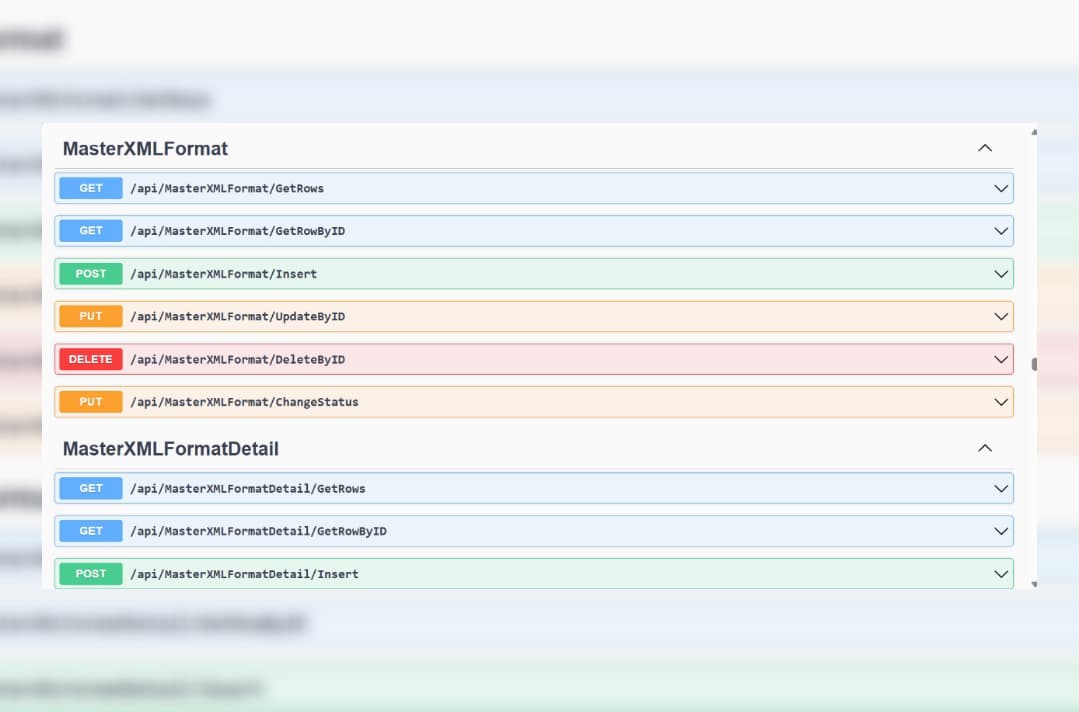 MasterXMLFormat
GET /api/MasterXMLFormat/GetRows
GET /api/MasterXMLFormat/GetRowByID
POST /api/MasterXMLFormat/Insert
PUT /api/MasterXMLFormat/UpdateByID
DELETE /api/MasterXMLFormat/DeleteByID
PUT /api/MasterXMLFormat/ChangeStatus
MasterXMLFormatDetail
GET /api/MasterXMLFormatDetail/GetRows
GET /api/MasterXMLFormatDetail/GetRowByID
POST /api/MasterXMLFormatDetail/Insert